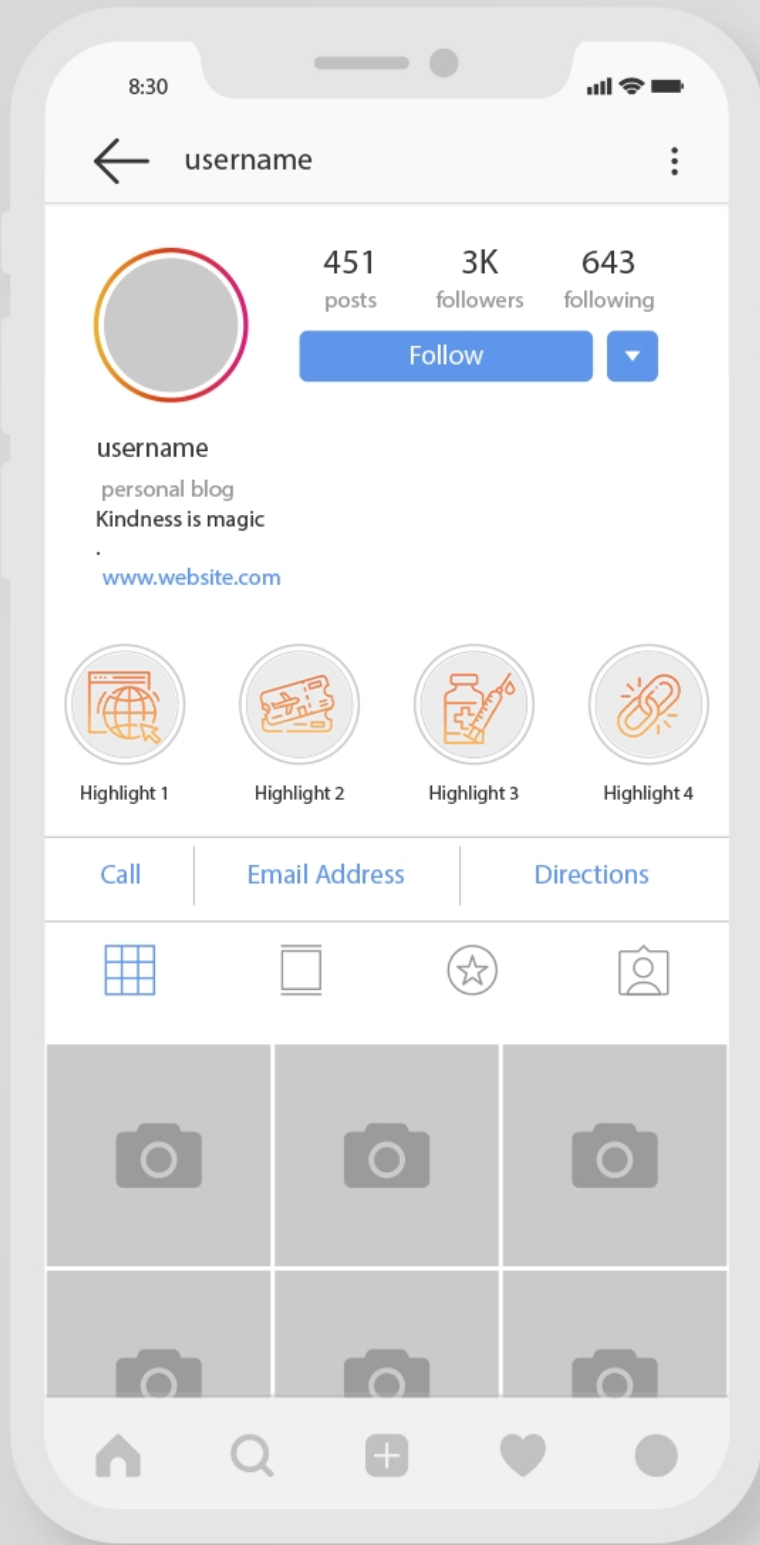 8:30
username
451 3K 643
posts followers following
Follow
username
personal blog
Kindness is magic
.
www.website.com
Highlight 1 Highlight 2 Highlight 3 Highlight 4
Call Email Address Directions